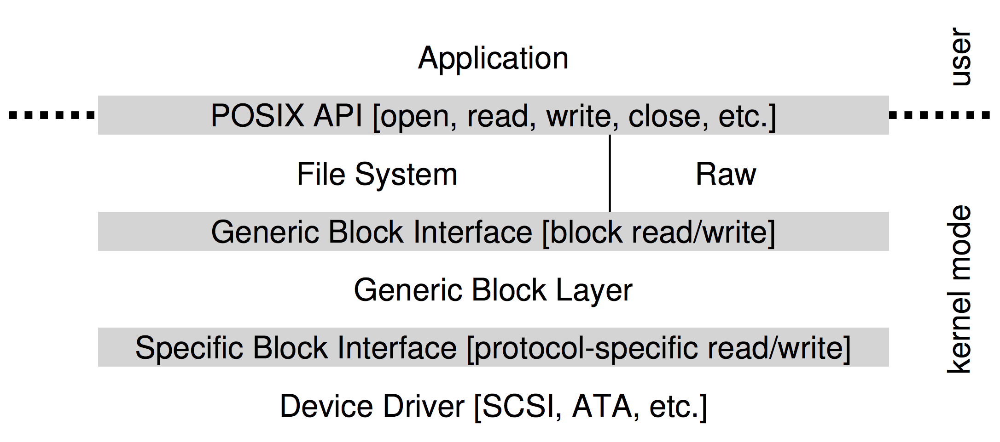 Application
user
POSIX API [open, read, write, close, etc.]
File System
Raw
Generic Block Interface [block read/write]
Generic Block Layer
kernel mode
Specific Block Interface [protocol-specific read/write]
Device Driver [SCSI, ATA, etc.]